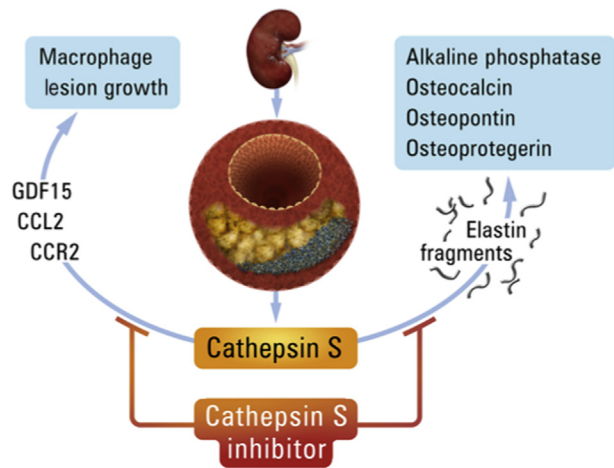 Macrophage
lesion growth
Alkaline phosphatase
Osteocalcin
Osteopontin
Osteoprotegerin
GDF15
CCL2
CCR2
Elastin
fragments
Cathepsin S
Cathepsin S
inhibitor